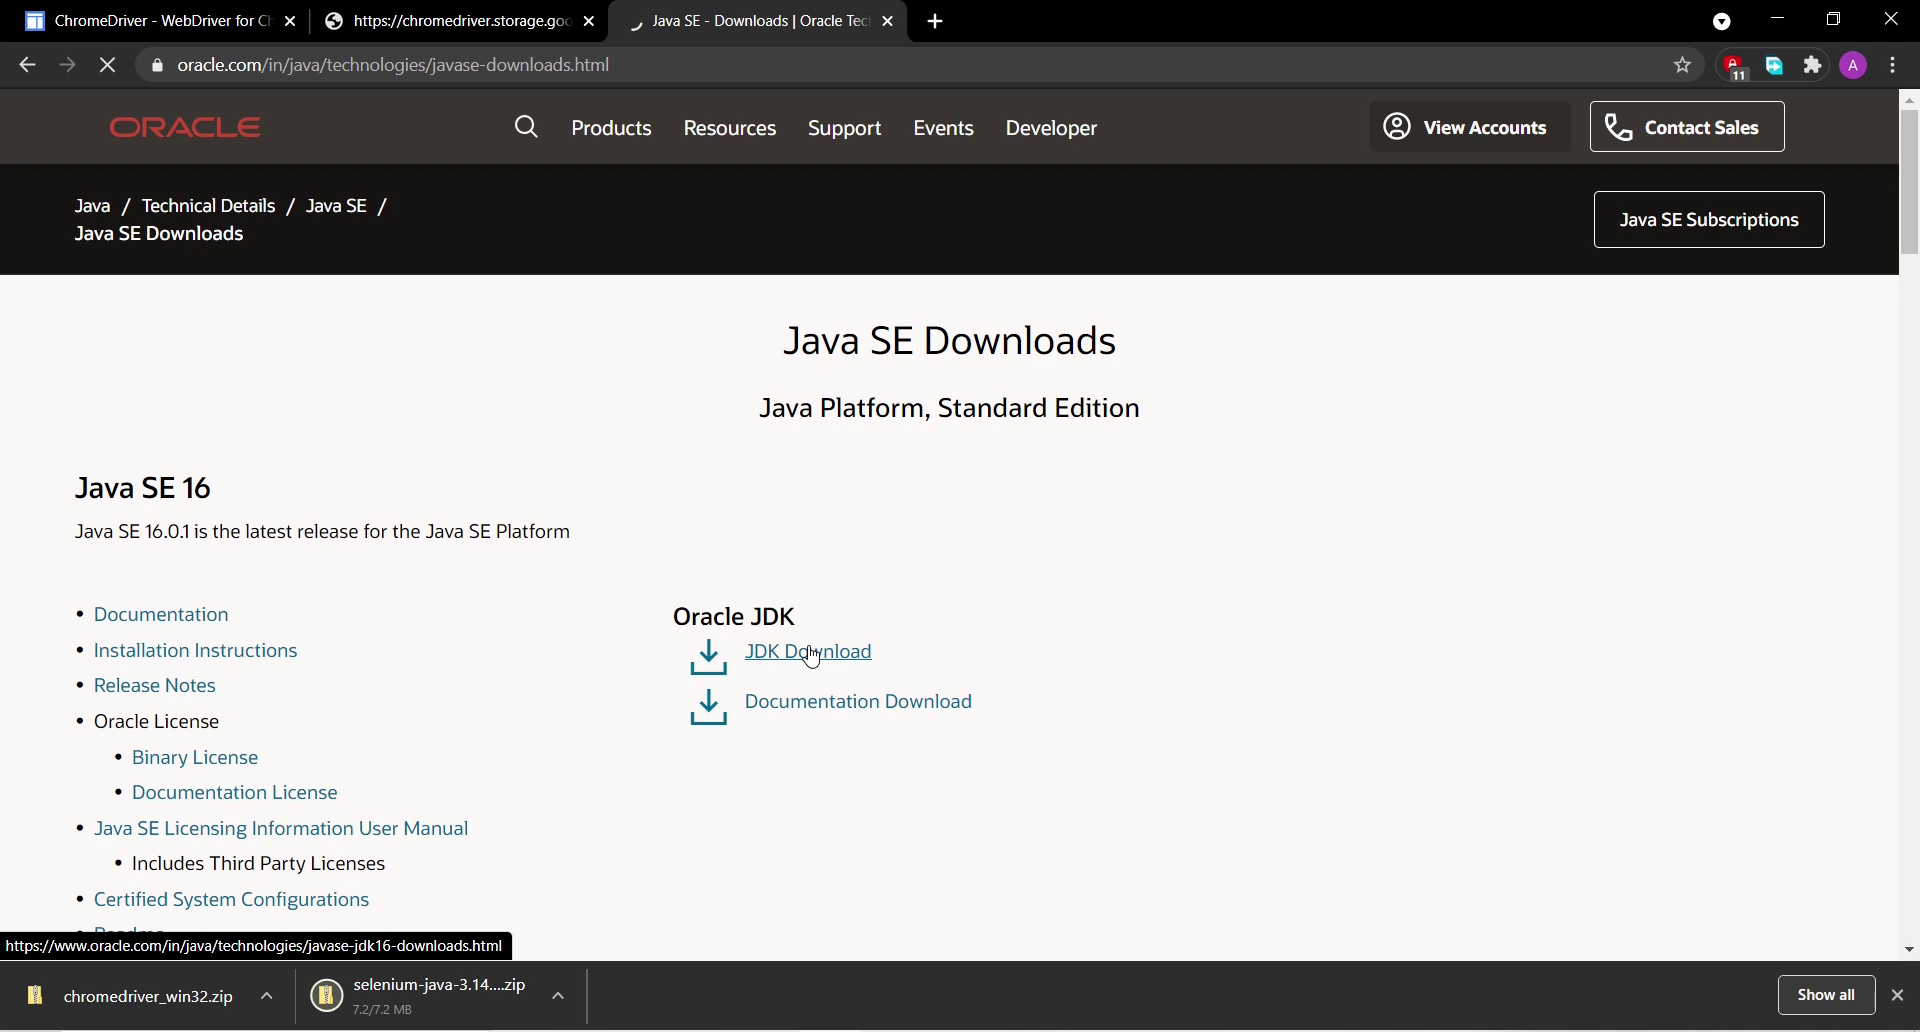 ChromeDriver - WebDriver for Ch
https://chromedriver.storage.goo
Java SE - Downloads | Oracle Tec
oracle.com/in/java/technologies/javase-downloads.html
11
A
ORACLE
Products
Resources
Support
Events
Developer
View Accounts
Contact Sales
Java / Technical Details / Java SE /
Java SE Downloads
Java SE Subscriptions
Java SE Downloads
Java Platform, Standard Edition
Java SE 16
Java SE 16.0.1 is the latest release for the Java SE Platform
• Documentation
• Installation Instructions
• Release Notes
• Oracle License
• Binary License
• Documentation License
• Java SE Licensing Information User Manual
• Includes Third Party Licenses
• Certified System Configurations
Oracle JDK
JDK Download
Documentation Download
https://www.oracle.com/in/java/technologies/javase-jdk16-downloads.html
chromedriver_win32.zip
selenium-java-3.14....zip
7.2/7.2 MB
Show all